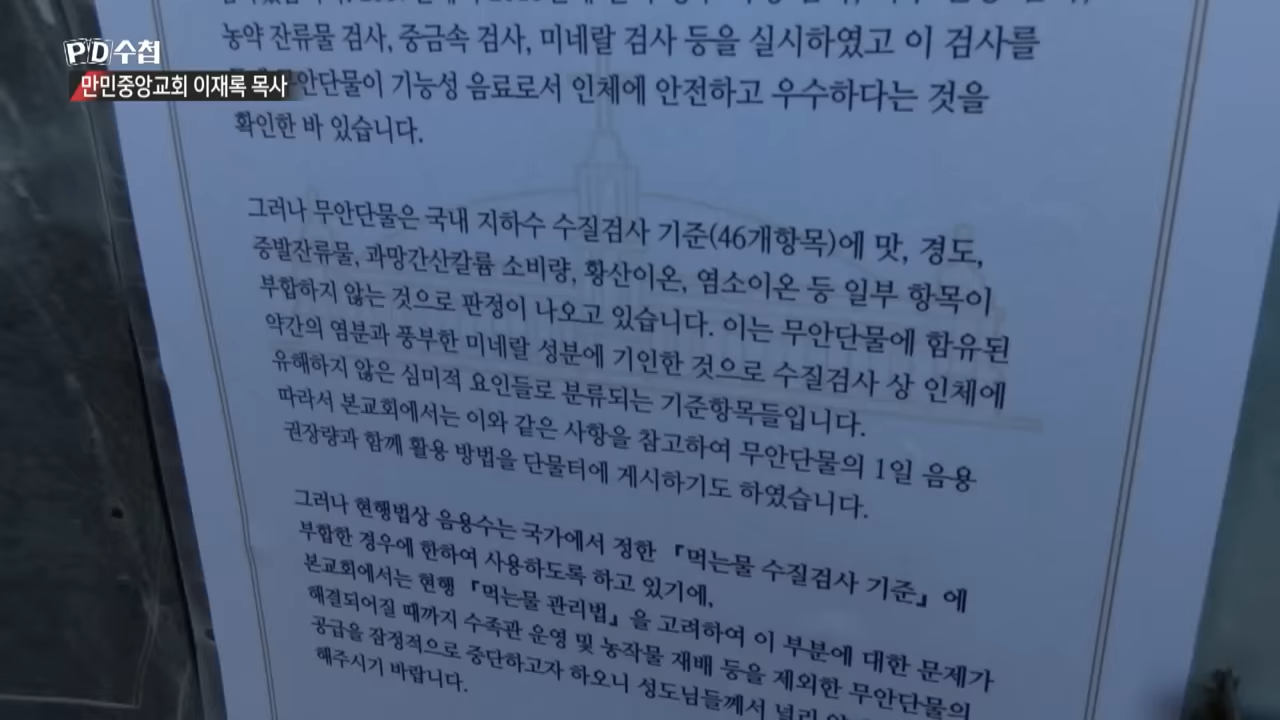 PD수첩
만민중앙교회 이재록 목사
농약 잔류물 검사, 중금속 검사, 미네랄 검사 등을 실시하였고 이 검사를
무안단물이 기능성 음료로서 인체에 안전하고 우수하다는 것을
확인한 바 있습니다.
그러나 무안단물은 국내 지하수 수질검사 기준(46개항목)에 맛, 경도,
증발잔류물, 과망간산칼륨 소비량, 황산이온, 염소이온 등 일부 항목이
부합하지 않는 것으로 판정이 나오고 있습니다. 이는 무안단물에 함유된
약간의 염분과 풍부한 미네랄 성분에 기인한 것으로 수질검사 상 인체에
유해하지 않은 심미적 요인들로 분류되는 기준항목들입니다.
따라서 본교회에서는 이와 같은 사항을 참고하여 무안단물의 1일 음용
권장량과 함께 활용 방법을 단물터에 게시하기도 하였습니다.
그러나 현행법상 음용수는 국가에서 정한 『먹는물 수질검사 기준』에
부합한 경우에 한하여 사용하도록 하고 있기에,
본교회에서는 현행 『먹는물 관리법』을 고려하여 이 부분에 대한 문제가
해결되어질 때까지 수족관 운영 및 농작물 재배 등을 제외한 무안단물의
공급을 잠정적으로 중단하고자 하오니 성도님들께서 널리
해주시기 바랍니다.